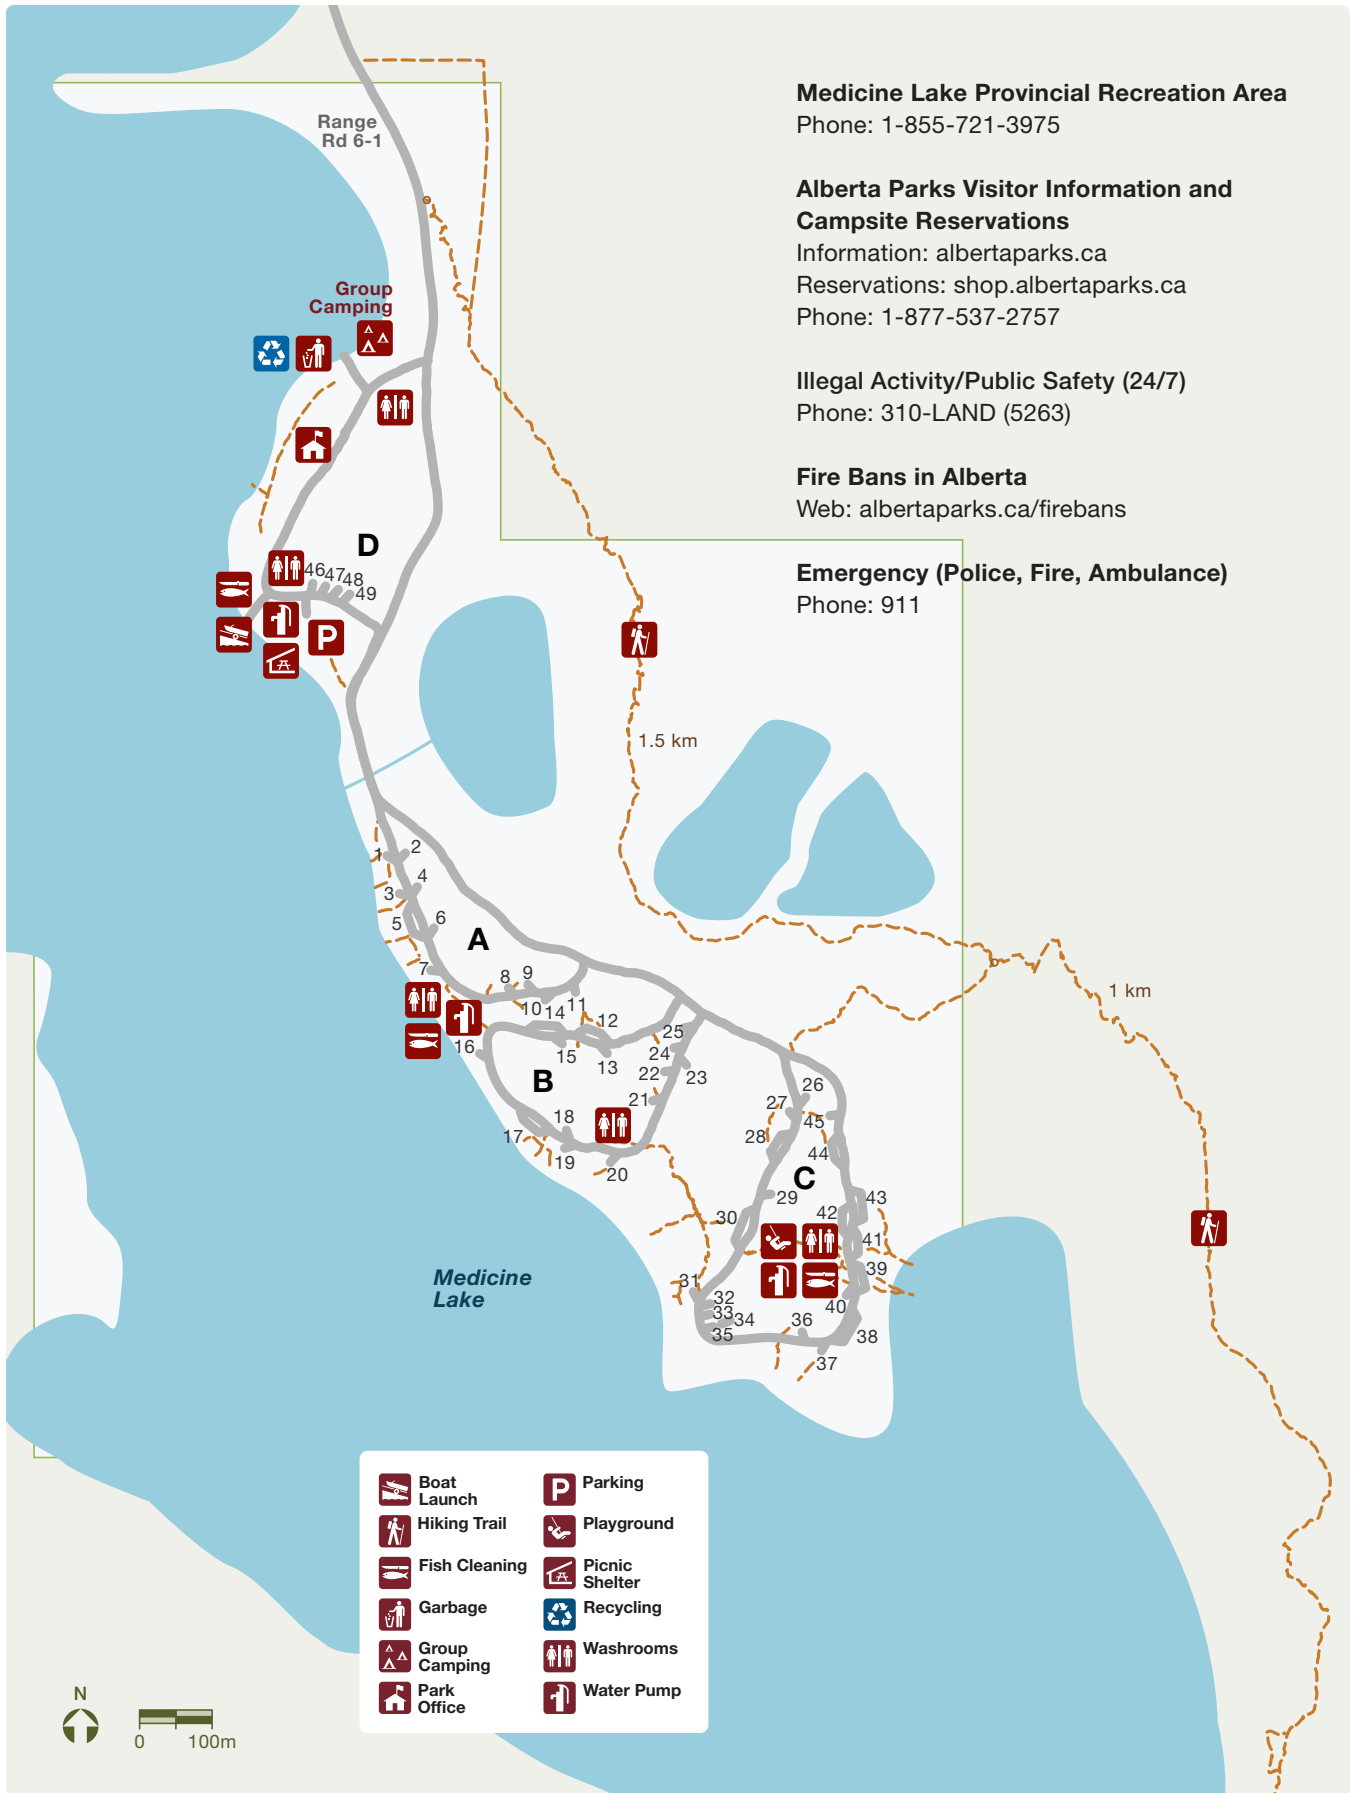 Medicine Lake Provincial Recreation Area
Phone: 1-855-721-3975
Alberta Parks Visitor Information and
Campsite Reservations
Information: albertaparks.ca
Reservations: shop.albertaparks.ca
Phone: 1-877-537-2757
Illegal Activity/Public Safety (24/7)
Phone: 310-LAND (5263)
Fire Bans in Alberta
Web: albertaparks.ca/firebans
Emergency (Police, Fire, Ambulance)
Phone: 911
Range
Rd 6-1
Group
Camping
D
46
47
48
49
P
1.5 km
1
2
3
4
5
6
A
7
8
9
10
14
11
12
15
13
16
25
24
22
23
21
B
17
18
19
20
1 km
26
27
45
28
44
C
29
30
43
42
41
39
40
31
32
33
34
35
36
37
38
Medicine
Lake
Boat
Launch
Hiking Trail
Fish Cleaning
Garbage
Group
Camping
Park
Office
P
Parking
Playground
Picnic
Shelter
Recycling
Washrooms
Water Pump
N
0
100m